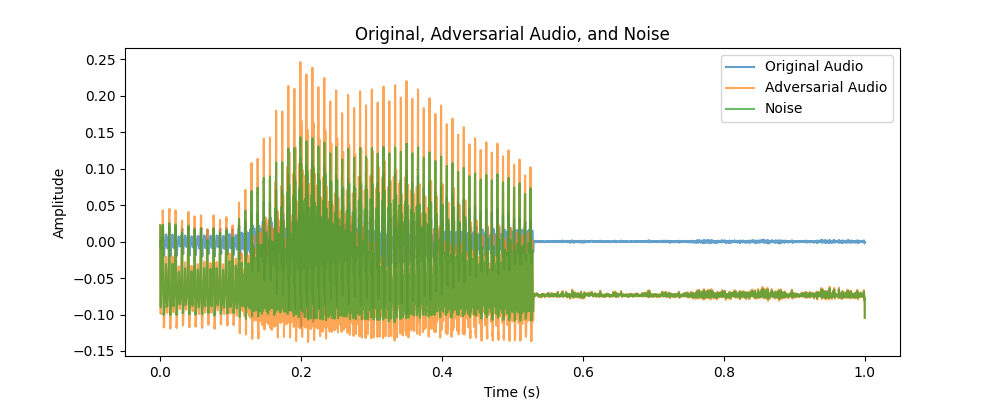 Original, Adversarial Audio, and Noise
Original Audio
Adversarial Audio
Noise
Amplitude
0.25
0.20
0.15
0.10
0.05
0.00
−0.05
−0.10
−0.15
0.0 0.2 0.4 0.6 0.8 1.0
Time (s)